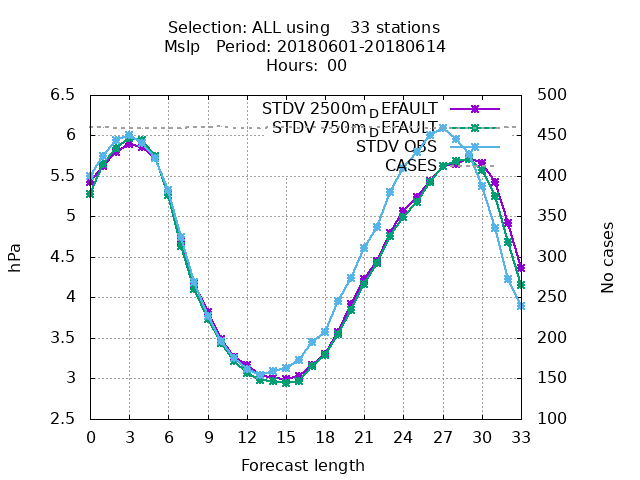 Selection: ALL using 33 stations
Mslp Period: 20180601-20180614
Hours: 00
6.5
6
5.5
5
4.5
4
3.5
3
2.5
500
450
400
350
300
250
200
150
100
STDV 2500m_DEFAULT
STDV 750m_DEFAULT
STDV OBS
CASES
hPa
No cases
0 3 6 9 12 15 18 21 24 27 30 33
Forecast length